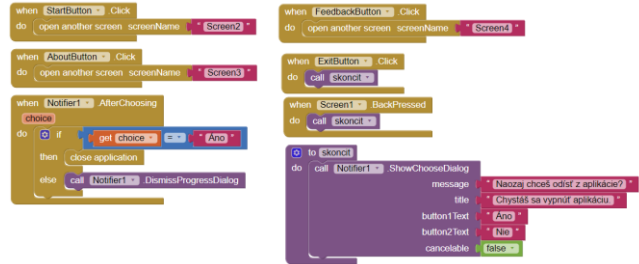 when StartButton .Click
do open another screen screenName " Screen2 "
when AboutButton .Click
do open another screen screenName " Screen3 "
when Notifier1 .AfterChoosing
choice
do if get choice = " Áno "
then close application
else call Notifier1 .DismissProgressDialog
when FeedbackButton .Click
do open another screen screenName " Screen4 "
when ExitButton .Click
do call skoncit
when Screen1 .BackPressed
do call skoncit
to skoncit
do call Notifier1 .ShowChooseDialog
message " Naozaj chceš odísť z aplikácie? "
title " Chystáš sa vypnúť aplikáciu. "
button1Text " Áno "
button2Text " Nie "
cancelable false